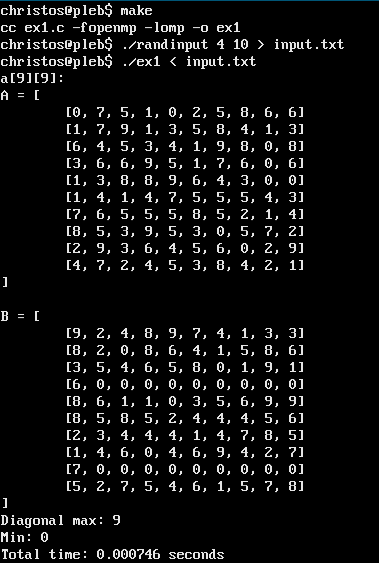 christos@pleb$ make
cc ex1.c -fopenmp -lomp -o ex1
christos@pleb$ ./randinput 4 10 > input.txt
christos@pleb$ ./ex1 < input.txt
a[9][9]:
A = [
[0, 7, 5, 1, 0, 2, 5, 8, 6, 6]
[1, 7, 9, 1, 3, 5, 8, 4, 1, 3]
[6, 4, 5, 3, 4, 1, 9, 8, 0, 8]
[3, 6, 6, 9, 5, 1, 7, 6, 0, 6]
[1, 3, 8, 8, 9, 6, 4, 3, 0, 0]
[1, 4, 1, 4, 7, 5, 5, 5, 4, 3]
[7, 6, 5, 5, 5, 8, 5, 2, 1, 4]
[8, 5, 3, 9, 5, 3, 0, 5, 7, 2]
[2, 9, 3, 6, 4, 5, 6, 0, 2, 9]
[4, 7, 2, 4, 5, 3, 8, 4, 2, 1]
]
B = [
[9, 2, 4, 8, 9, 7, 4, 1, 3, 3]
[8, 2, 0, 8, 6, 4, 1, 5, 8, 6]
[3, 5, 4, 6, 5, 8, 0, 1, 9, 1]
[6, 0, 0, 0, 0, 0, 0, 0, 0, 0]
[8, 6, 1, 1, 0, 3, 5, 6, 9, 9]
[8, 5, 8, 5, 2, 4, 4, 4, 5, 6]
[2, 3, 4, 4, 4, 1, 4, 7, 8, 5]
[1, 4, 6, 0, 4, 6, 9, 4, 2, 7]
[7, 0, 0, 0, 0, 0, 0, 0, 0, 0]
[5, 2, 7, 5, 4, 6, 1, 5, 7, 8]
]
Diagonal max: 9
Min: 0
Total time: 0.000746 seconds